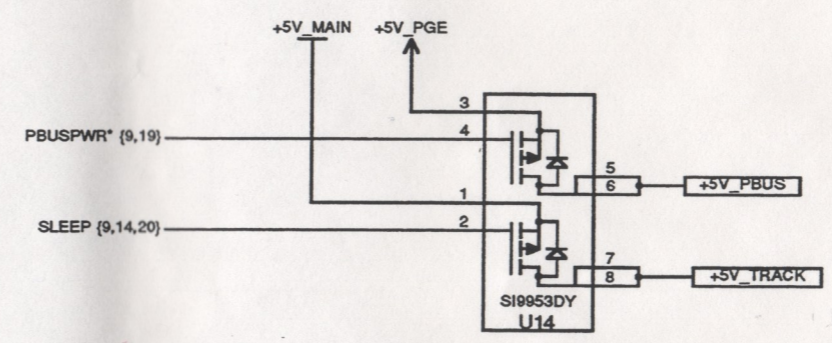 +5V_MAIN +5V_PGE
3
PBUSPWR* {9,19} 4
5
6 +5V_PBUS
1
SLEEP {9,14,20} 2
7
8 +5V_TRACK
SI9953DY
U14